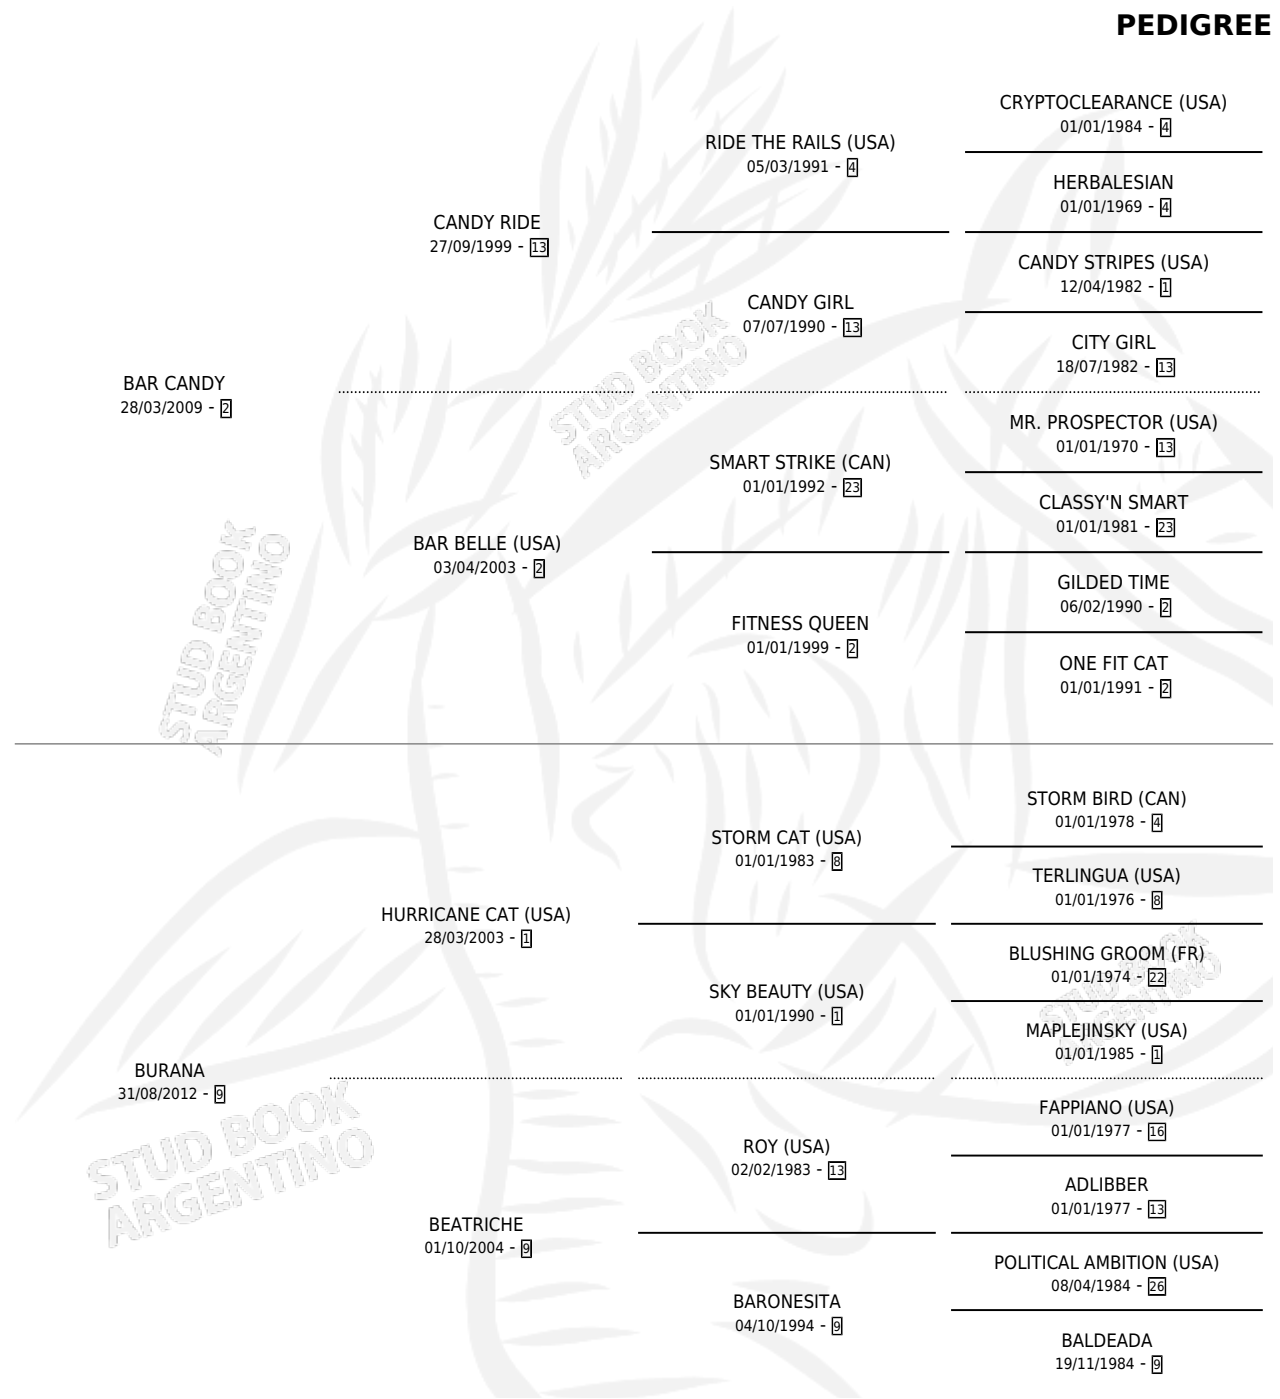 PEDIGREE
CRYPTOCLEARANCE (USA)
01/01/1984 - 4
RIDE THE RAILS (USA)
05/03/1991 - 4
HERBALESIAN
01/01/1969 - 4
CANDY RIDE
27/09/1999 - 13
CANDY STRIPES (USA)
12/04/1982 - 1
CANDY GIRL
07/07/1990 - 13
CITY GIRL
18/07/1982 - 13
BAR CANDY
28/03/2009 - 2
MR. PROSPECTOR (USA)
01/01/1970 - 13
SMART STRIKE (CAN)
01/01/1992 - 23
CLASSY'N SMART
01/01/1981 - 23
BAR BELLE (USA)
03/04/2003 - 2
GILDED TIME
06/02/1990 - 2
FITNESS QUEEN
01/01/1999 - 2
ONE FIT CAT
01/01/1991 - 2
STUD BOOK
ARGENTINO
STUD BOOK
ARGENTINO
STORM BIRD (CAN)
01/01/1978 - 4
STORM CAT (USA)
01/01/1983 - 8
TERLINGUA (USA)
01/01/1976 - 8
HURRICANE CAT (USA)
28/03/2003 - 1
BLUSHING GROOM (FR)
01/01/1974 - 22
SKY BEAUTY (USA)
01/01/1990 - 1
MAPLEJINSKY (USA)
01/01/1985 - 1
STUD BOOK
ARGENTINO
BURANA
31/08/2012 - 9
FAPPIANO (USA)
01/01/1977 - 16
ROY (USA)
02/02/1983 - 13
ADLIBBER
01/01/1977 - 13
BEATRICHE
01/10/2004 - 9
POLITICAL AMBITION (USA)
08/04/1984 - 26
BARONESITA
04/10/1994 - 9
BALDEADA
19/11/1984 - 9
STUD BOOK
ARGENTINO